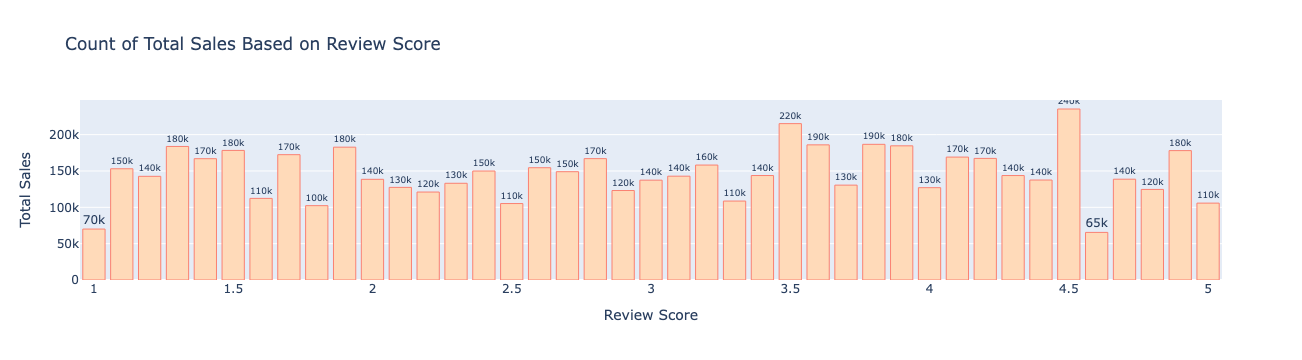 Count of Total Sales Based on Review Score
240k
220k
180k 180k 180k 190k 190k 180k 180k
170k 170k 170k 170k 170k
150k 140k 150k 150k 150k 160k
140k 130k 120k 130k 120k 140k 140k 140k 130k 130k 140k 140k 140k 120k
110k 100k 110k 110k 110k
70k 65k
200k
150k
100k
50k
0
Total Sales
1 1.5 2 2.5 3 3.5 4 4.5 5
Review Score